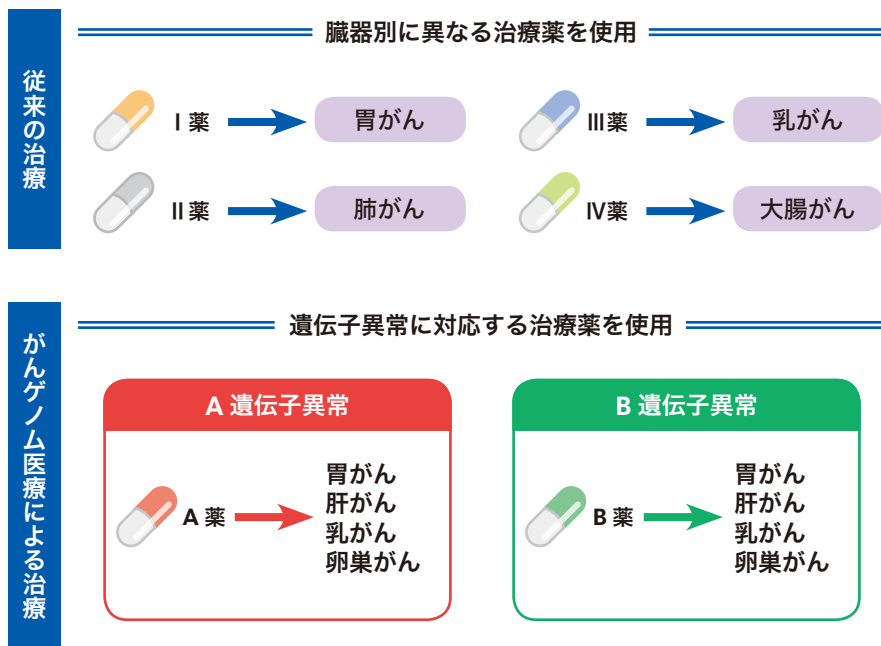 従来の治療
臓器別に異なる治療薬を使用
I 薬
胃がん
III薬
乳がん
II 薬
肺がん
IV薬
大腸がん
がんゲノム医療による治療
遺伝子異常に対応する治療薬を使用
A 遺伝子異常
A 薬
胃がん
肝がん
乳がん
卵巣がん
B 遺伝子異常
B 薬
胃がん
肝がん
乳がん
卵巣がん